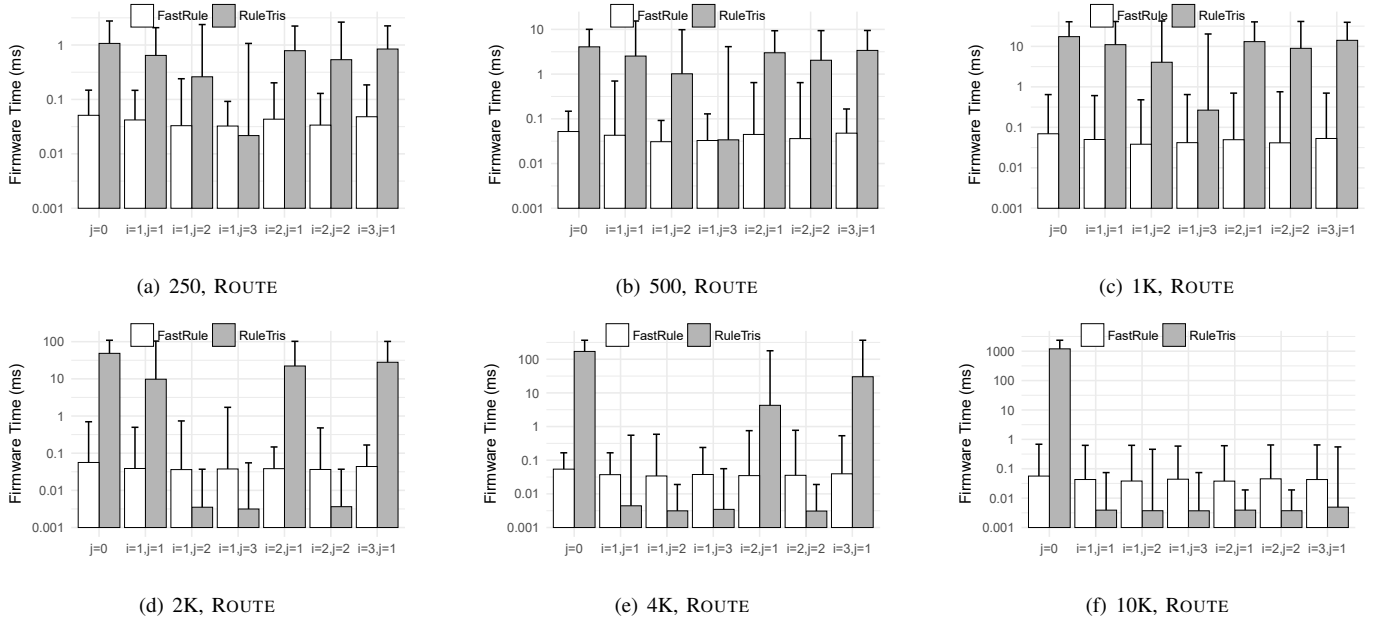 FastRule RuleTris
Firmware Time (ms)
1
0.1
0.01
0.001
j=0 i=1,j=1 i=1,j=2 i=1,j=3 i=2,j=1 i=2,j=2 i=3,j=1
(a) 250, ROUTE
FastRule RuleTris
Firmware Time (ms)
10
1
0.1
0.01
0.001
j=0 i=1,j=1 i=1,j=2 i=1,j=3 i=2,j=1 i=2,j=2 i=3,j=1
(b) 500, ROUTE
FastRule RuleTris
Firmware Time (ms)
10
1
0.1
0.01
0.001
j=0 i=1,j=1 i=1,j=2 i=1,j=3 i=2,j=1 i=2,j=2 i=3,j=1
(c) 1K, ROUTE
FastRule RuleTris
Firmware Time (ms)
100
10
1
0.1
0.01
0.001
j=0 i=1,j=1 i=1,j=2 i=1,j=3 i=2,j=1 i=2,j=2 i=3,j=1
(d) 2K, ROUTE
FastRule RuleTris
Firmware Time (ms)
100
10
1
0.1
0.01
0.001
j=0 i=1,j=1 i=1,j=2 i=1,j=3 i=2,j=1 i=2,j=2 i=3,j=1
(e) 4K, ROUTE
FastRule RuleTris
Firmware Time (ms)
1000
100
10
1
0.1
0.01
0.001
j=0 i=1,j=1 i=1,j=2 i=1,j=3 i=2,j=1 i=2,j=2 i=3,j=1
(f) 10K, ROUTE